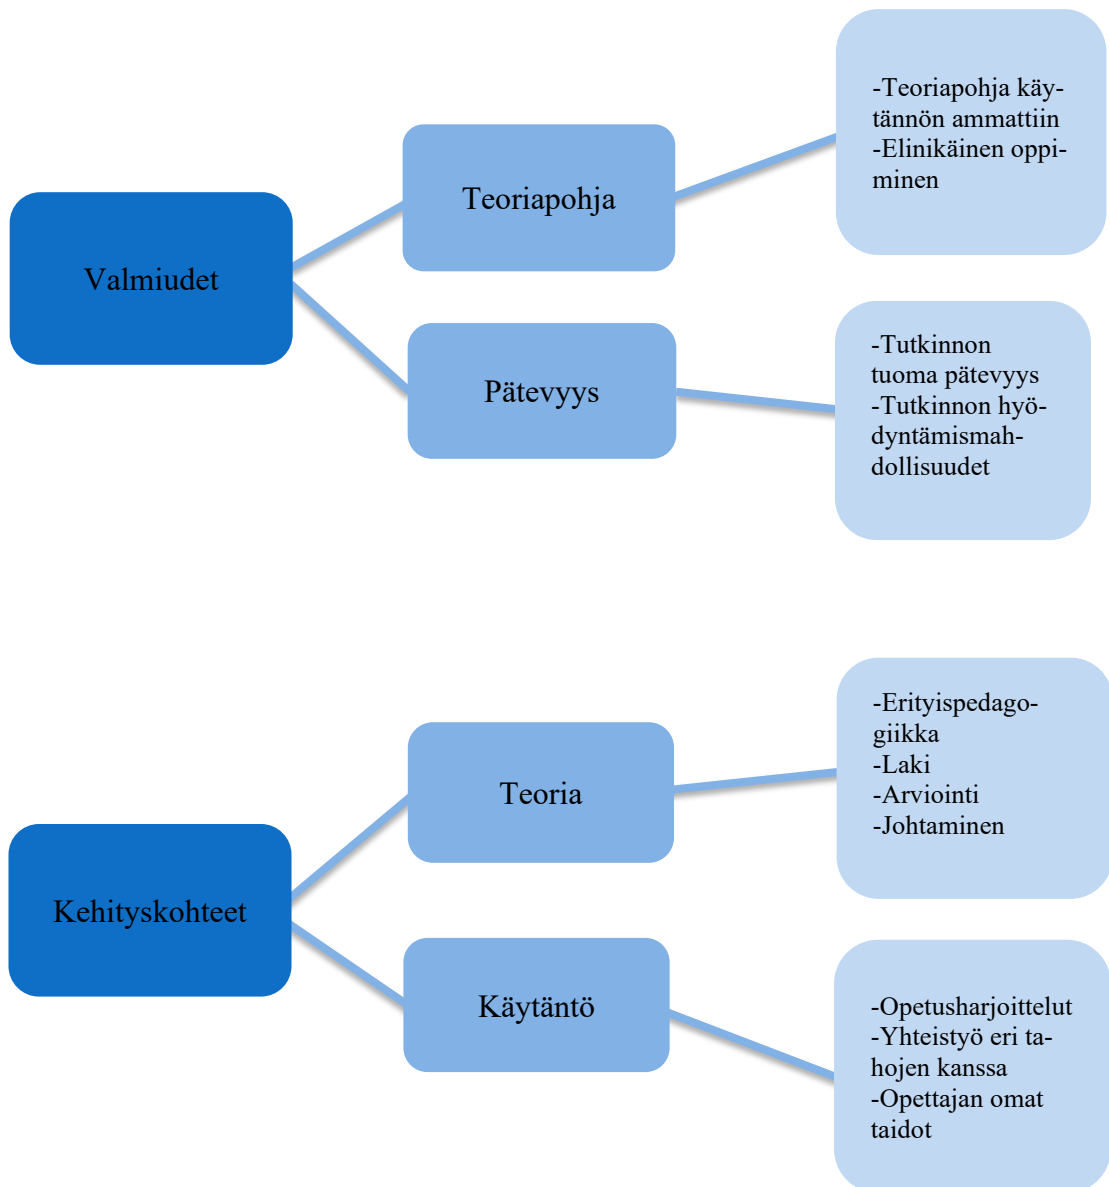 Valmiudet
Teoriapohja
-Teoriapohja käy-
tännön ammattiin
-Elinikäinen oppi-
minen
Pätevyys
-Tutkinnon
tuoma pätevyys
-Tutkinnon hyö-
dyntämismah-
dollisuudet
Kehityskohteet
Teoria
-Erityispedago-
giikka
-Laki
-Arviointi
-Johtaminen
Käytäntö
-Opetusharjoittelut
-Yhteistyö eri ta-
hojen kanssa
-Opettajan omat
taidot